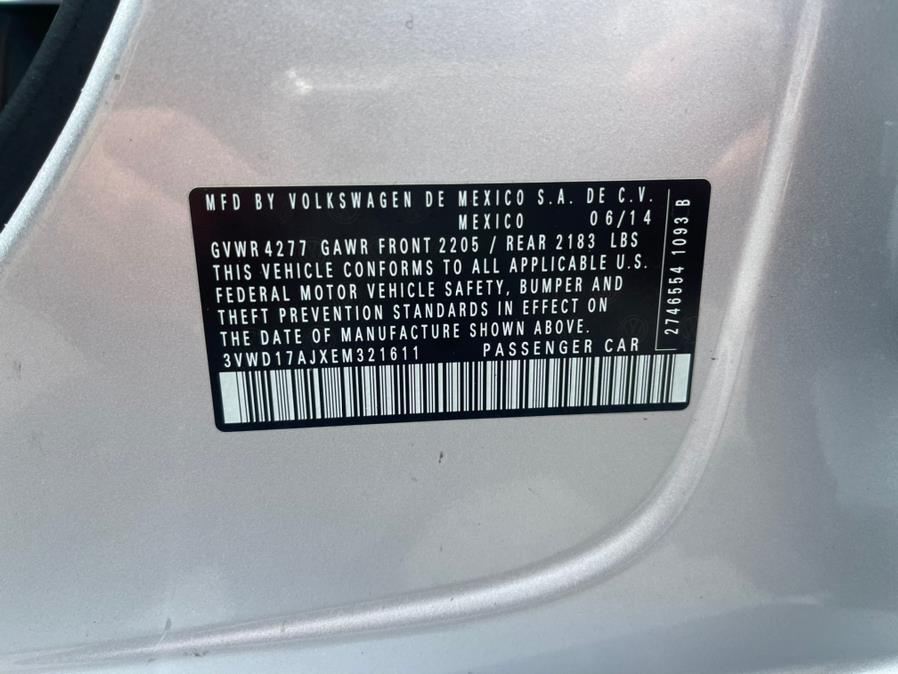 MFD BY VOLKSWAGEN DE MEXICO S.A. DE C.V.
MEXICO 06/14
GVWR 4277 GAWR FRONT 2205 / REAR 2183 LBS
THIS VEHICLE CONFORMS TO ALL APPLICABLE U.S.
FEDERAL MOTOR VEHICLE SAFETY, BUMPER AND
THEFT PREVENTION STANDARDS IN EFFECT ON
THE DATE OF MANUFACTURE SHOWN ABOVE.
3VWD17AJXEM321611 PASSENGER CAR
2746554 1093 B